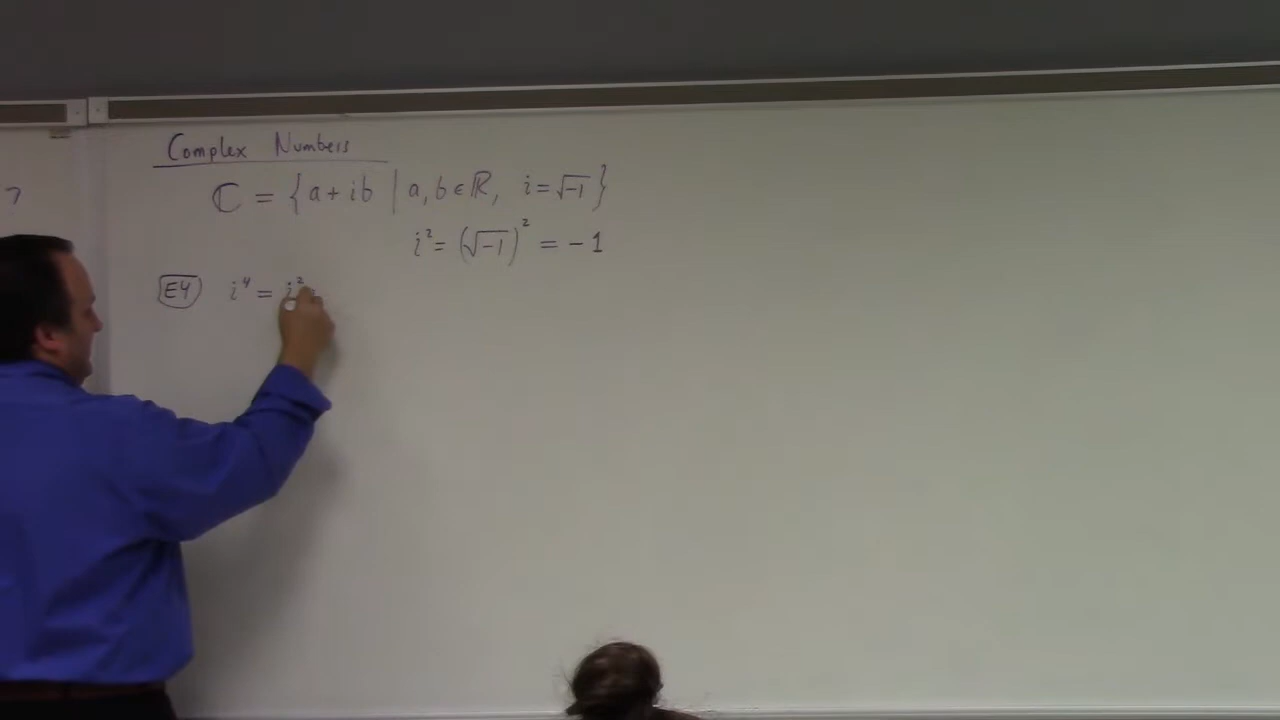 Complex Numbers
ℂ = { a + ib | a, b ∈ ℝ, i = √-1 }
i² = (√-1)² = -1
E4 i⁴ = i²